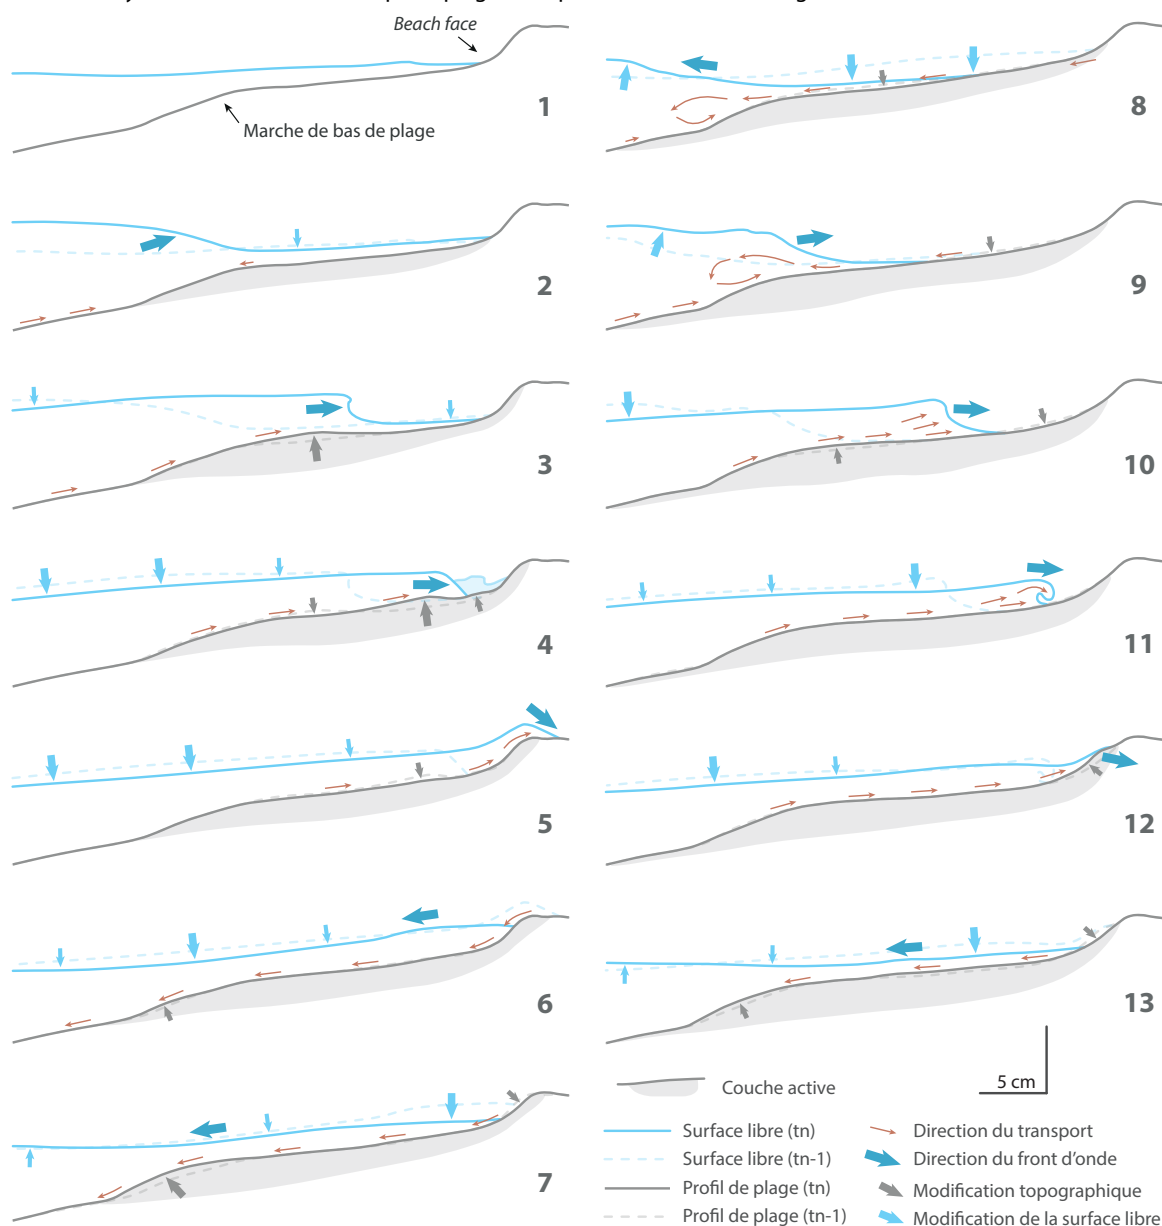 Beach face
Marche de bas de plage
1
2
3
4
5
6
7
8
9
10
11
12
13
5 cm
Couche active
Surface libre (tn)
Surface libre (tn-1)
Profil de plage (tn)
Profil de plage (tn-1)
Direction du transport
Direction du front d'onde
Modification topographique
Modification de la surface libre